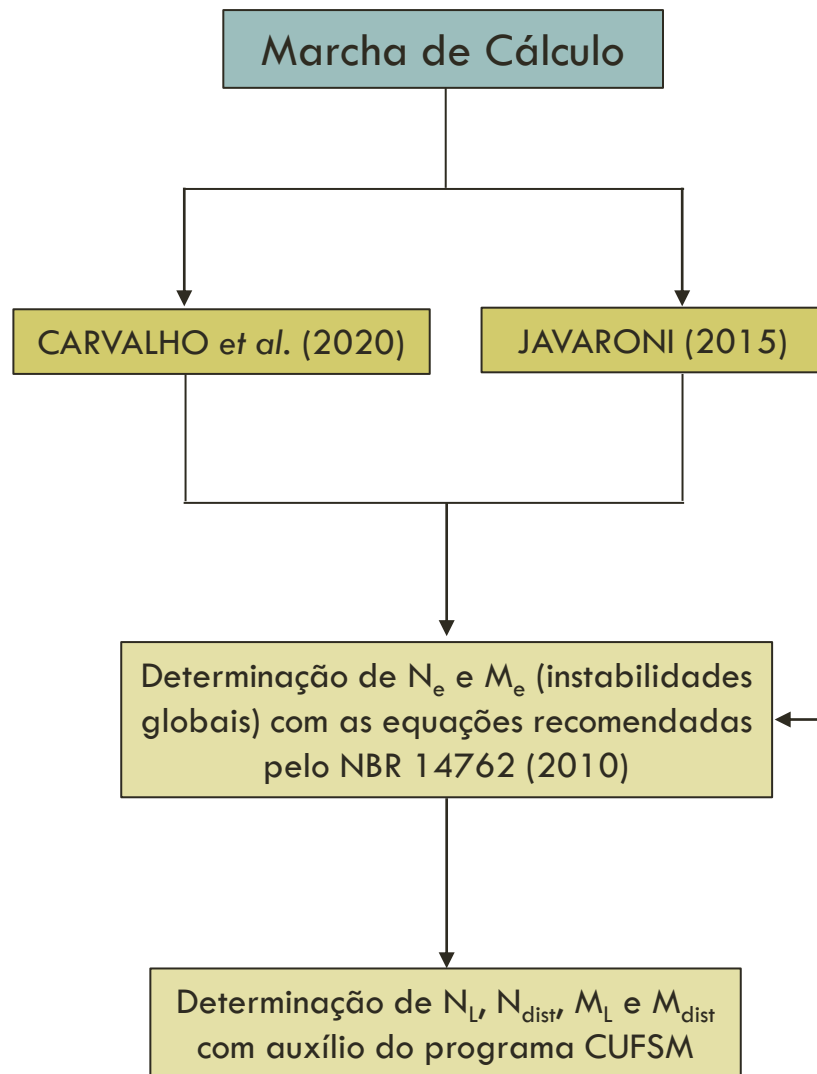 Marcha de Cálculo
CARVALHO et al. (2020)
JAVARONI (2015)
Determinação de Ne e Me (instabilidades
globais) com as equações recomendadas
pelo NBR 14762 (2010)
Determinação de NL, Ndist, ML e Mdist
com auxílio do programa CUFSM